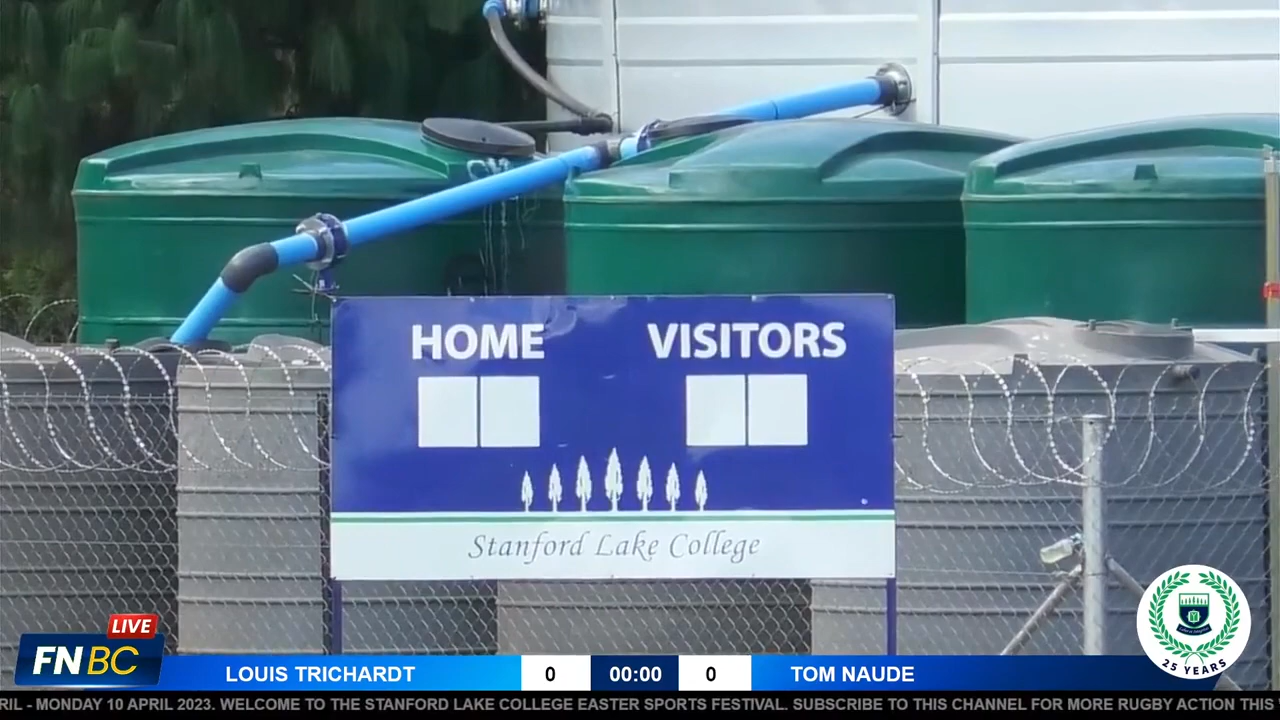 HOME VISITORS
Stanford Lake College
LIVE
FNBC
LOUIS TRICHARDT 0 00:00 0 TOM NAUDE
25 YEARS
RIL - MONDAY 10 APRIL 2023. WELCOME TO THE STANFORD LAKE COLLEGE EASTER SPORTS FESTIVAL. SUBSCRIBE TO THIS CHANNEL FOR MORE RUGBY ACTION THIS